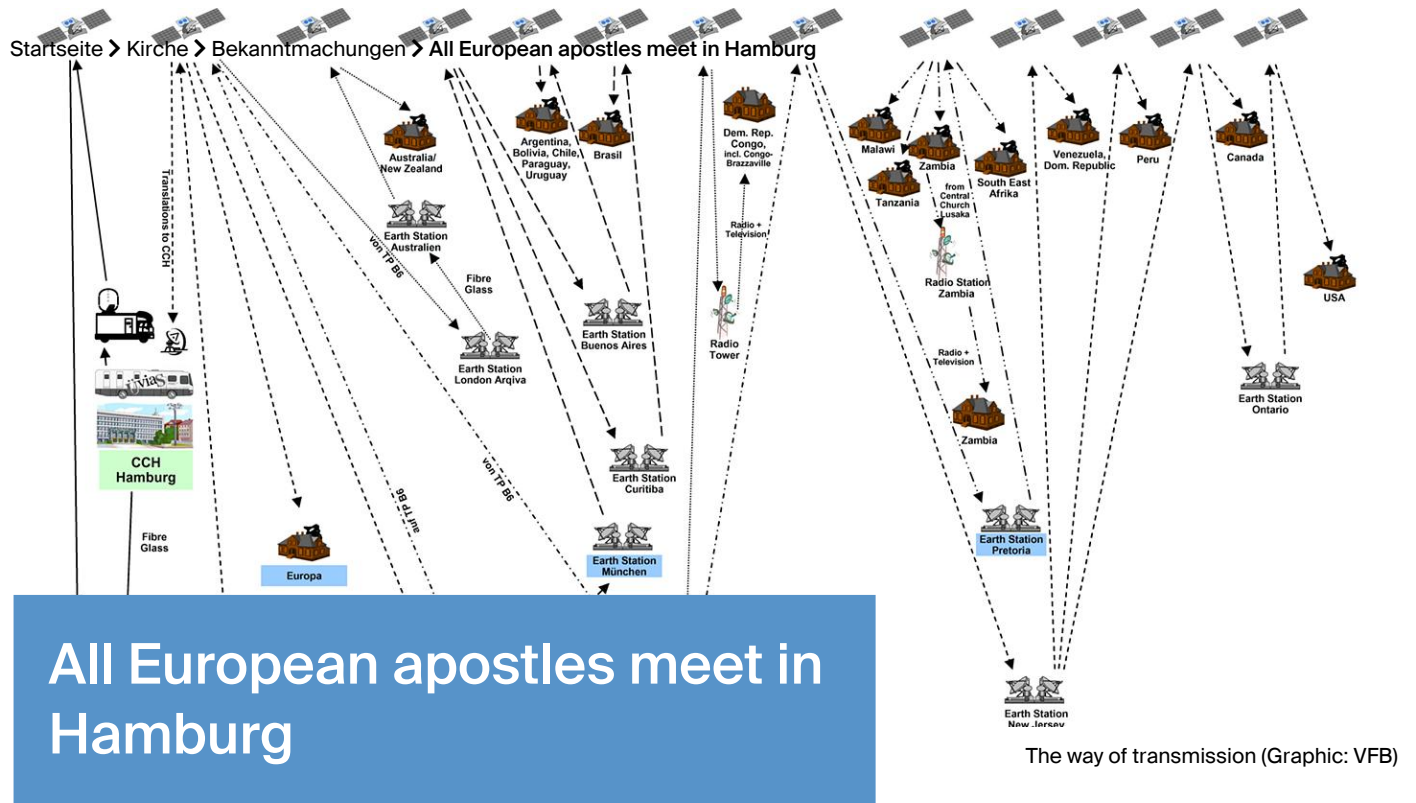 Startseite > Kirche > Bekanntmachungen > All European apostles meet in Hamburg
Translations to CCH
Australia/
New Zealand
Argentina,
Bolivia, Chile,
Paraguay,
Uruguay
Brasil
Dem. Rep.
Congo,
incl. Congo-
Brazzaville
Malawi
Zambia
Tanzania
South East
Afrika
Venezuela,
Dom. Republic
Peru
Canada
from
Central
Church
Lusaka
Earth Station
Australien
von TP B6
Radio +
Television
Fibre
Glass
Radio Station
Zambia
USA
Earth Station
Buenos Aires
Radio
Tower
Earth Station
London Arqiva
ÜviaS
Radio +
Television
Earth Station
Ontario
Zambia
CCH
Hamburg
Earth Station
Curitiba
von TP B6
auf TP B6
Fibre
Glass
Europa
Earth Station
München
Earth Station
Pretoria
All European apostles meet in
Hamburg
Earth Station
New Jersey
The way of transmission (Graphic: VFB)